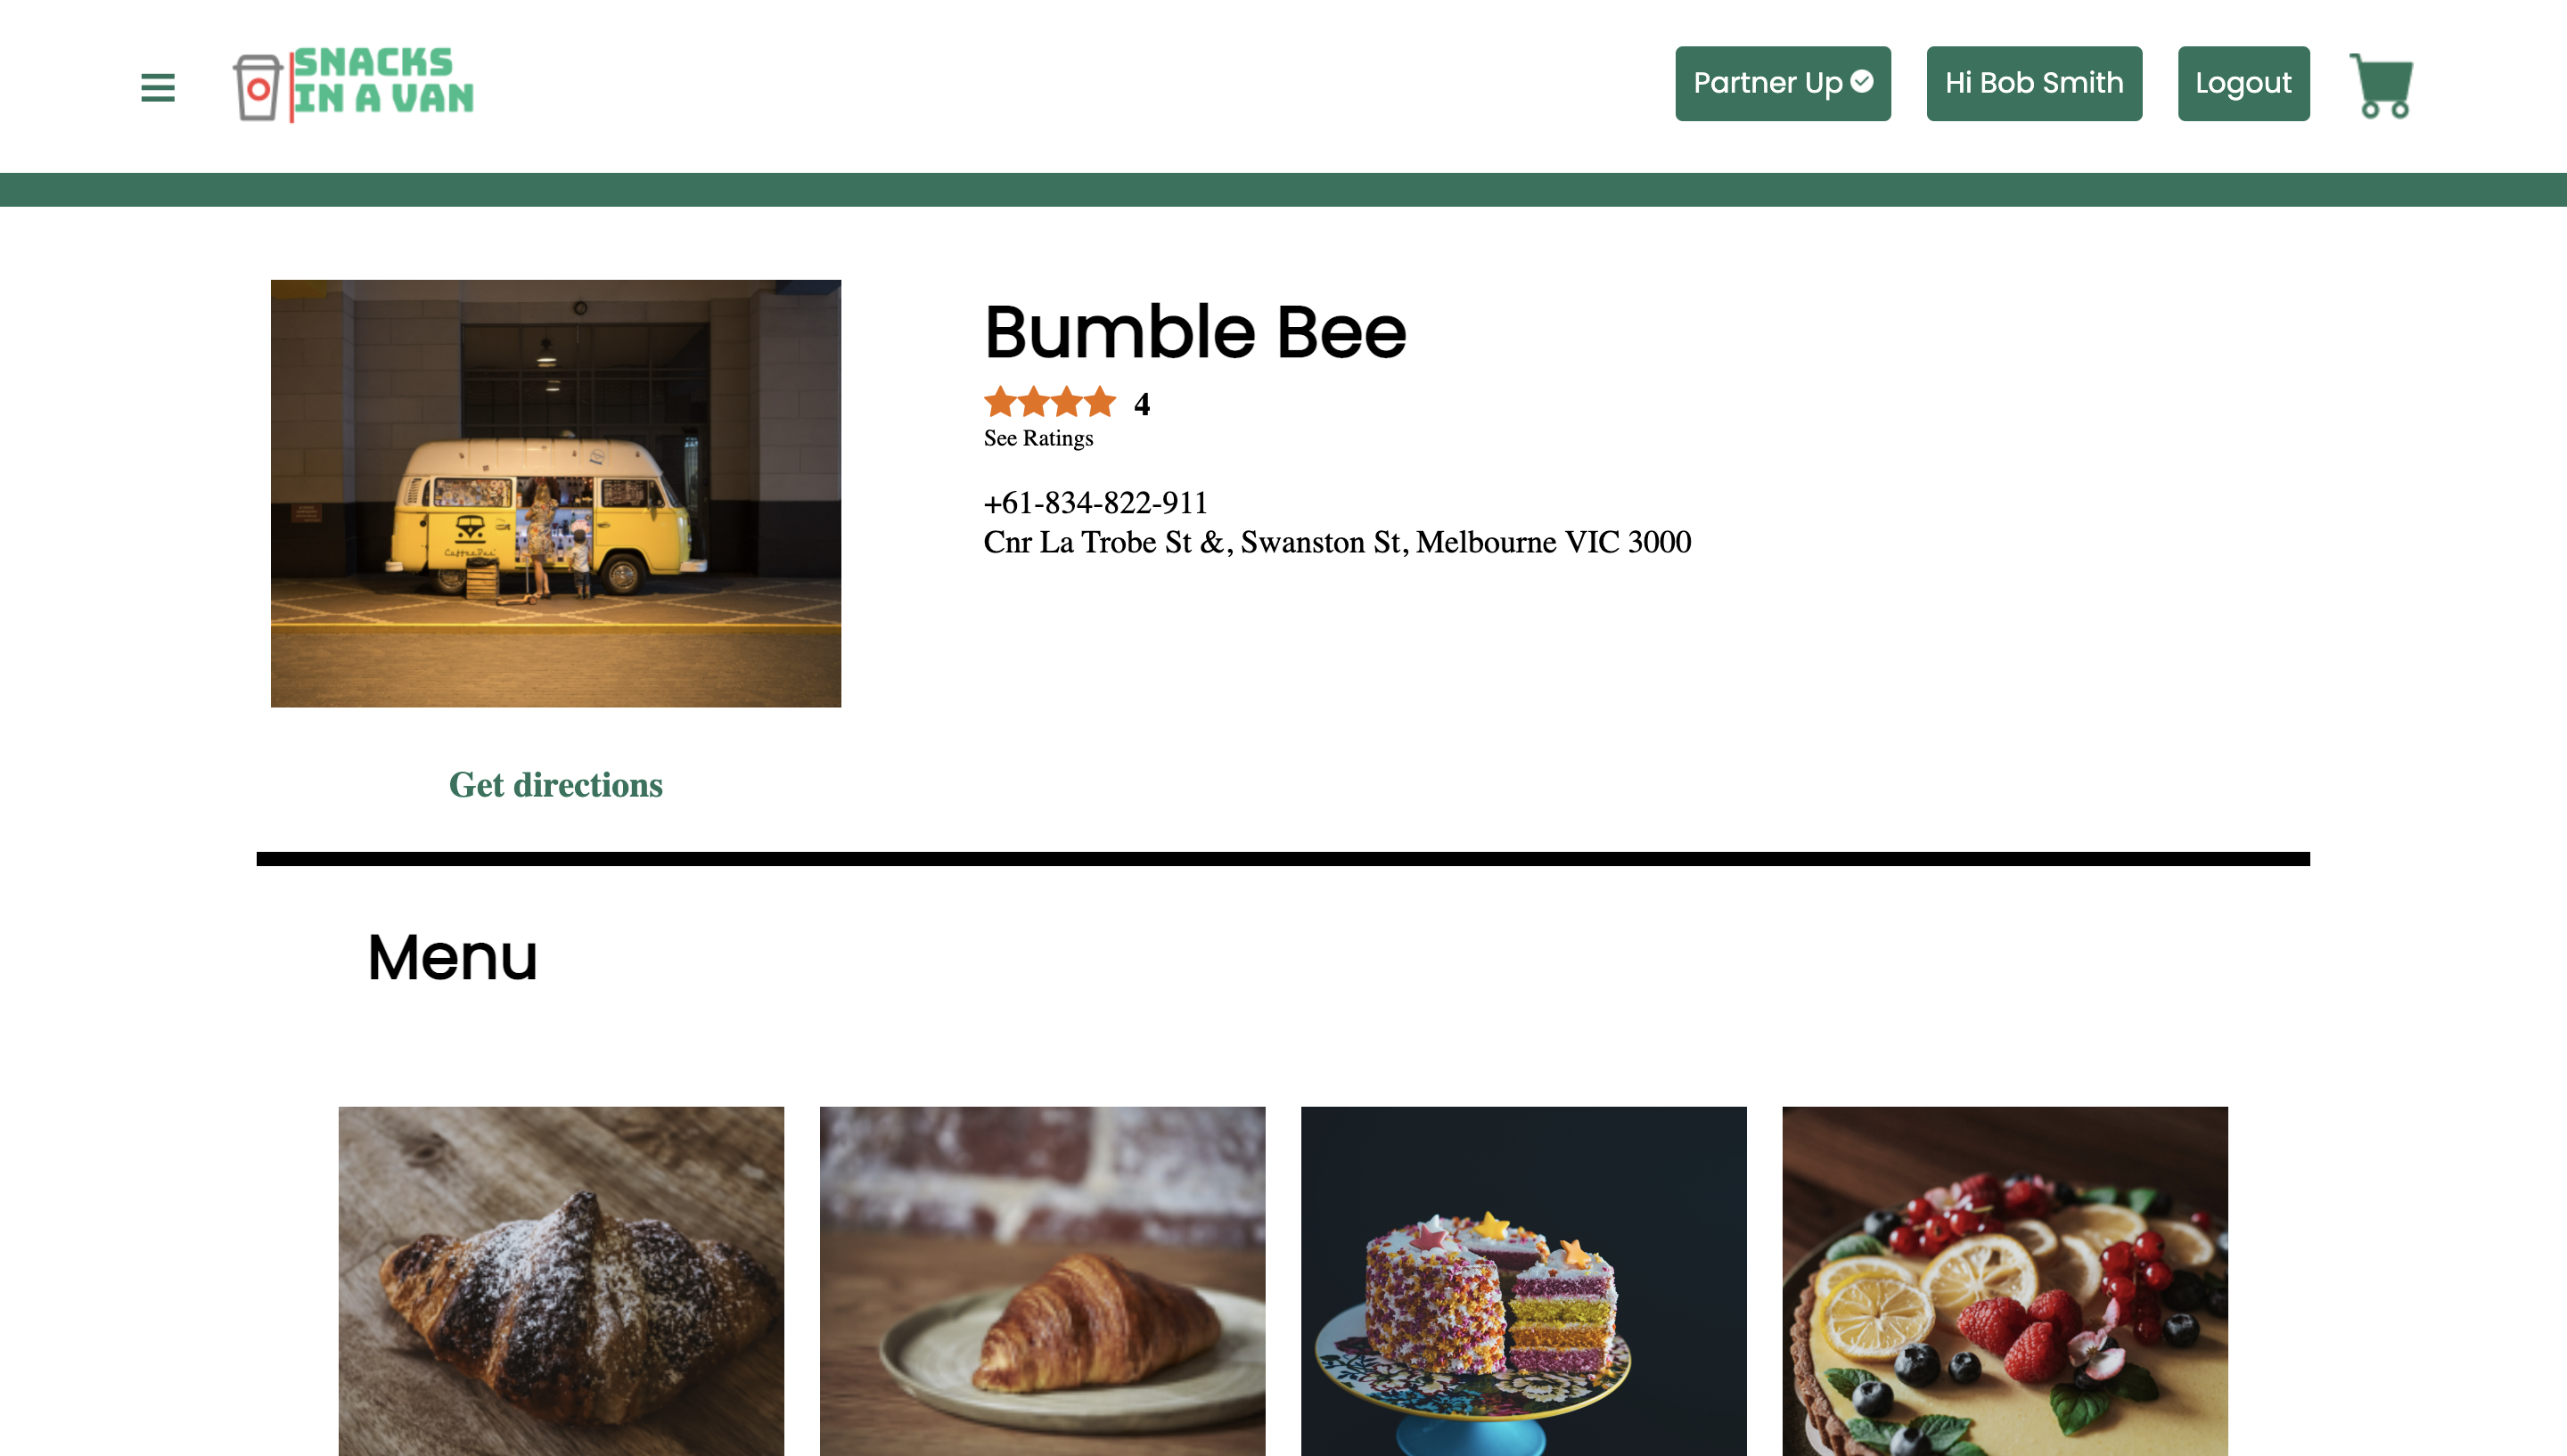 SNACKS
IN A VAN
Partner Up
Hi Bob Smith
Logout
Bumble Bee
4
See Ratings
+61-834-822-911
Cnr La Trobe St &, Swanston St, Melbourne VIC 3000
Get directions
Menu